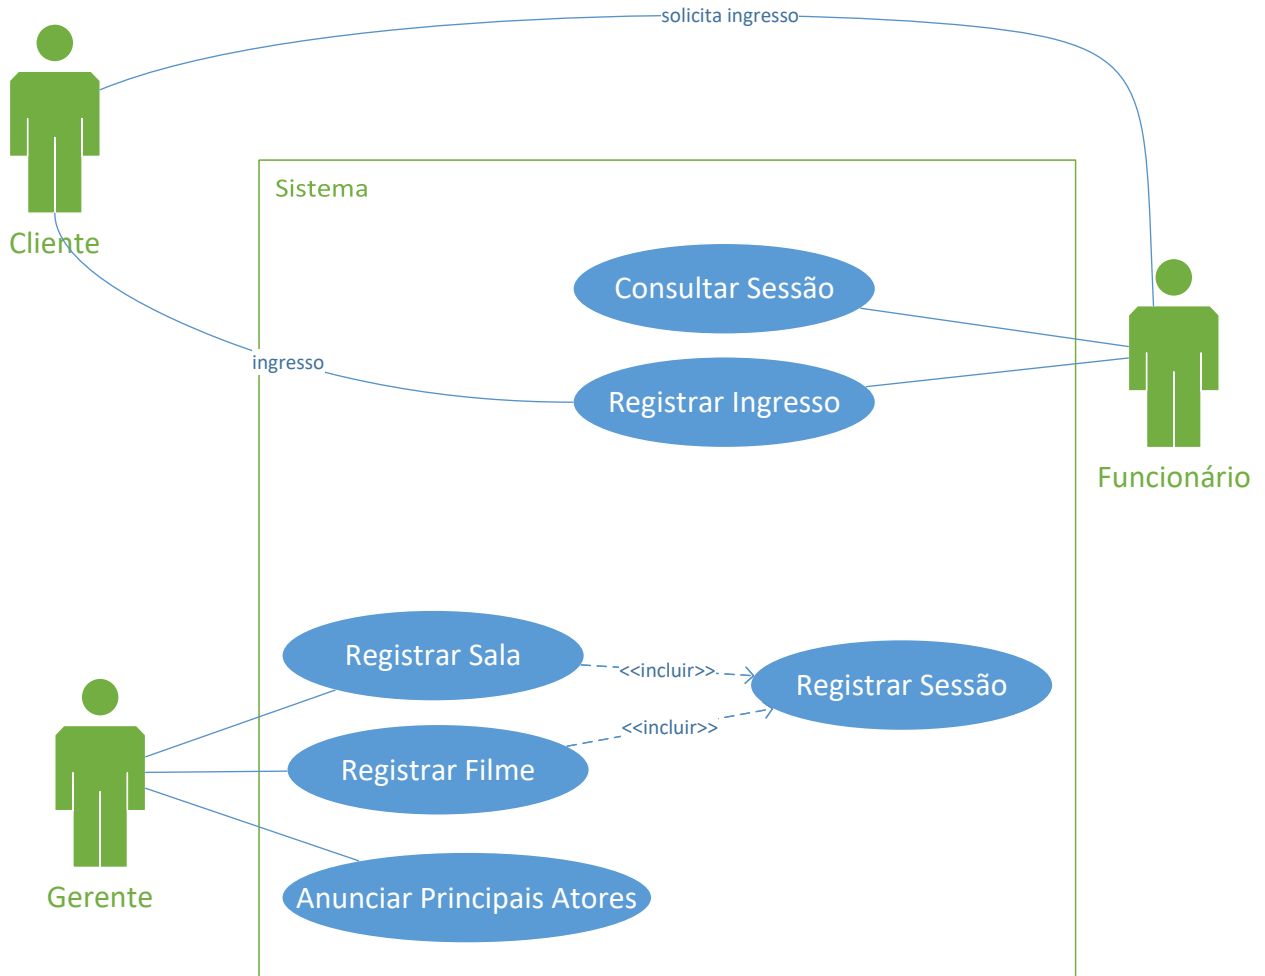 solicita ingresso
Sistema
Cliente
Consultar Sessão
ingresso
Registrar Ingresso
Funcionário
Registrar Sala
<<incluir>>
Registrar Sessão
<<incluir>>
Registrar Filme
Gerente
Anunciar Principais Atores